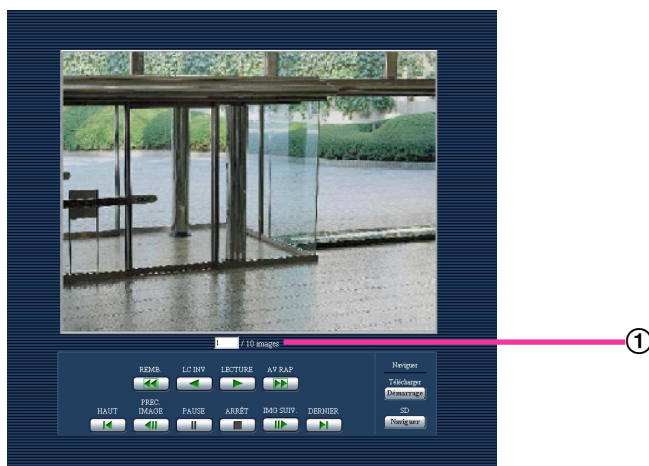 1 / 10 images
①
REMB. LC INV LECTURE AV RAP
HAUT PREC. IMAGE PAUSE ARRÊT IMG SUIV. DERNIER
Naviguer
Télécharger
Démarrage
SD
Naviguer